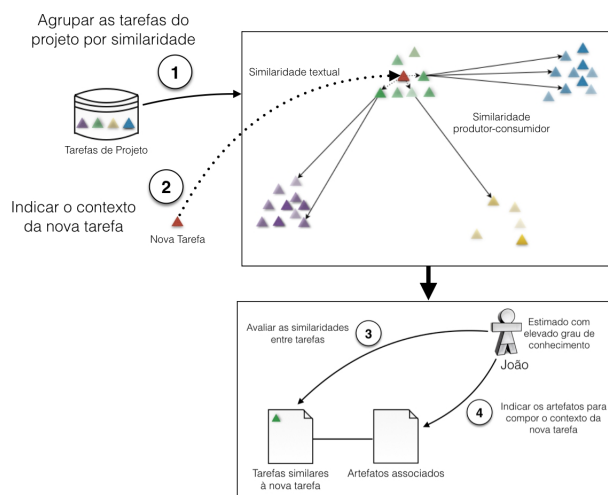 Agrupar as tarefas do
projeto por similaridade
1
Tarefas de Projeto
2
Indicar o contexto
da nova tarefa
Nova Tarefa
Similaridade textual
Similaridade
produtor-consumidor
Avaliar as similaridades
entre tarefas
3
Estimado com
elevado grau de
conhecimento
João
4
Indicar os artefatos para
compor o contexto da
nova tarefa
Tarefas similares
à nova tarefa
Artefatos associados